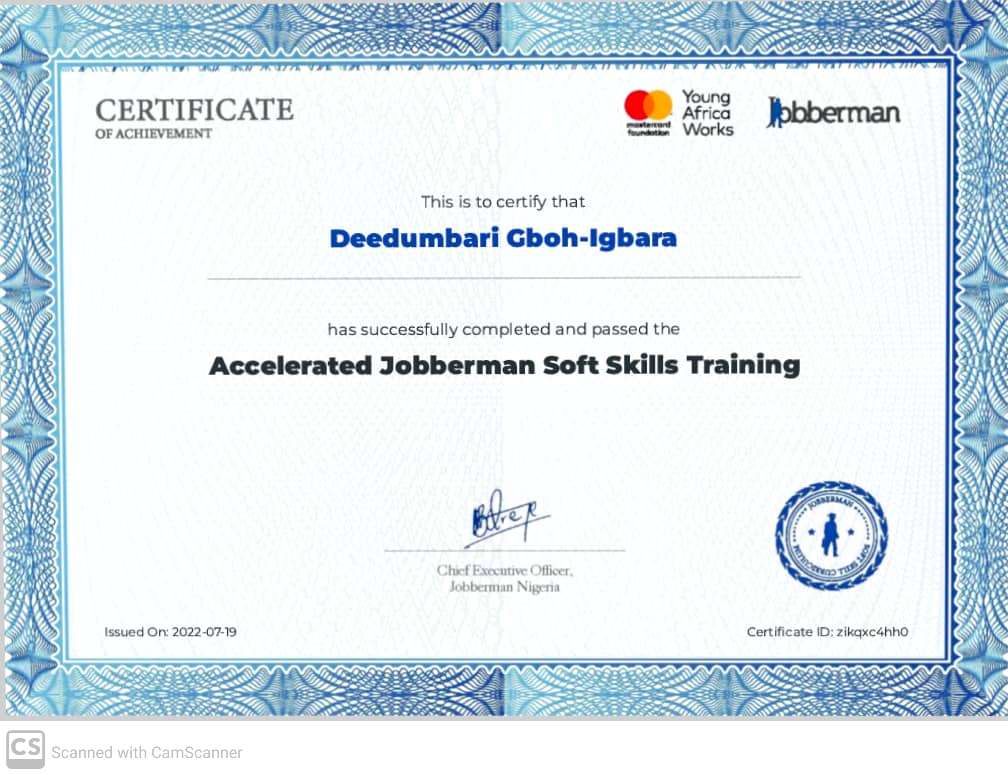 CERTIFICATE
OF ACHIEVEMENT
mastercard
foundation
Young
Africa
Works
Jobberman
This is to certify that
Deedumbari Gboh-Igbara
has successfully completed and passed the
Accelerated Jobberman Soft Skills Training
Chief Executive Officer,
Jobberman Nigeria
JOBBERMAN
SOFT SKILL CURRICULUM
Issued On: 2022-07-19
Certificate ID: zikqxc4hh0
CS Scanned with CamScanner